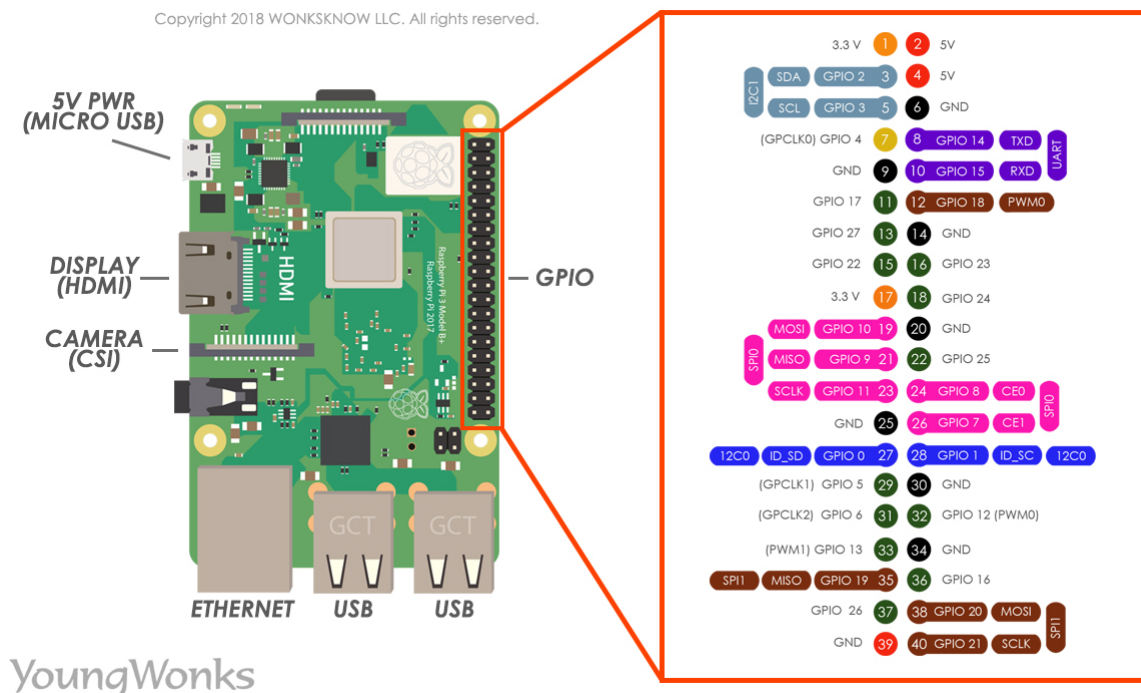 Copyright 2018 WONKSKNOW LLC. All rights reserved.
5V PWR
(MICRO USB)
DISPLAY
(HDMI)
CAMERA
(CSI)
HDMI
Raspberry Pi 3 Model B+
Raspberry Pi 2017
GPIO
GCT
GCT
ETHERNET
USB
USB
YoungWonks
3.3 V 1 2 5V
I2C1 SDA GPIO 2 3 4 5V
SCL GPIO 3 5 6 GND
(GPCLK0) GPIO 4 7 8 GPIO 14 TXD UART
GND 9 10 GPIO 15 RXD
GPIO 17 11 12 GPIO 18 PWM0
GPIO 27 13 14 GND
GPIO 22 15 16 GPIO 23
3.3 V 17 18 GPIO 24
MOSI GPIO 10 19 20 GND
SPI0 MISO GPIO 9 21 22 GPIO 25
SCLK GPIO 11 23 24 GPIO 8 CE0 SPI0
GND 25 26 GPIO 7 CE1
12C0 ID_SD GPIO 0 27 28 GPIO 1 ID_SC 12C0
(GPCLK1) GPIO 5 29 30 GND
(GPCLK2) GPIO 6 31 32 GPIO 12 (PWM0)
(PWM1) GPIO 13 33 34 GND
SPI1 MISO GPIO 19 35 36 GPIO 16
GPIO 26 37 38 GPIO 20 MOSI SPI1
GND 39 40 GPIO 21 SCLK